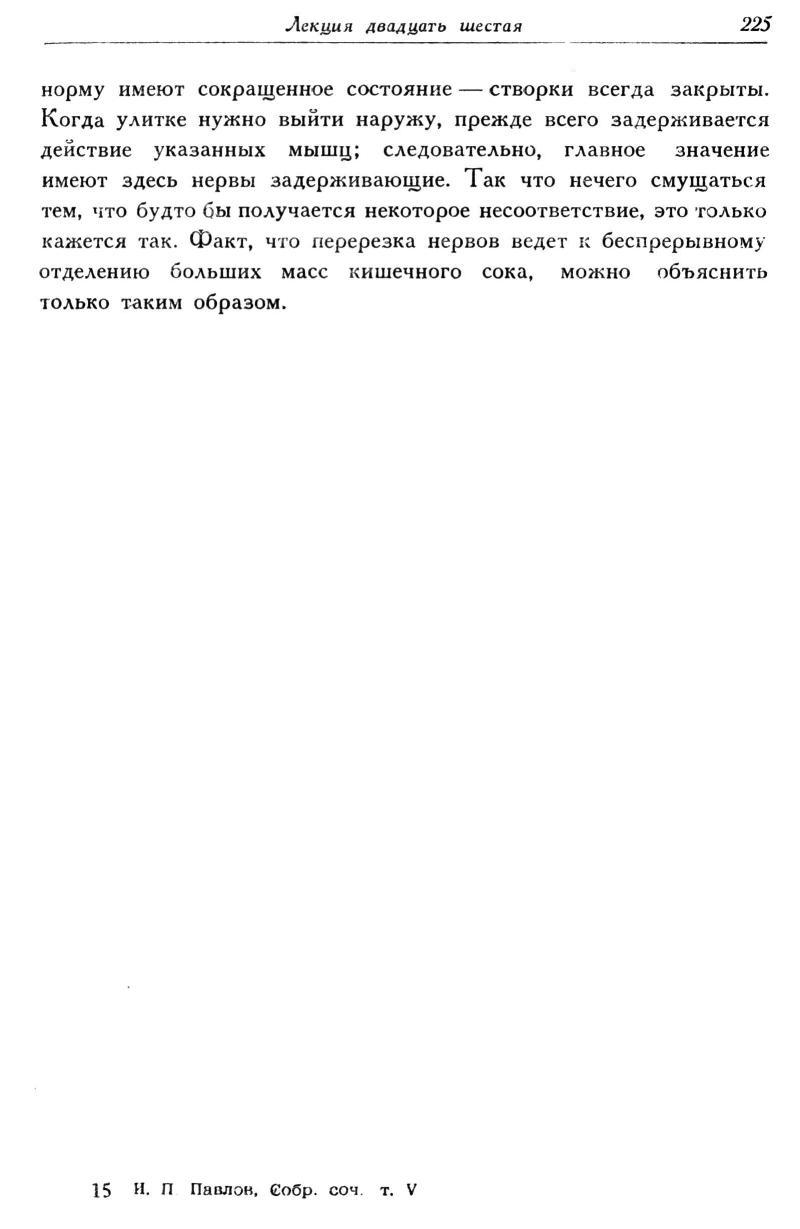 Лекция двадцать шестая 225
норму имеют сокращенное состояние — створки всегда закрыты.
Когда улитке нужно выйти наружу, прежде всего задерживается
действие указанных мышц; следовательно, главное значение
имеют здесь нервы задерживающие. Так что нечего смущаться
тем, что будто бы получается некоторое несоответствие, это только
кажется так. Факт, что перерезка нервов ведет к беспрерывному
отделению больших масс кишечного сока, можно объяснить
только таким образом.
15 И. П. Павлов, Собр. соч. т. V